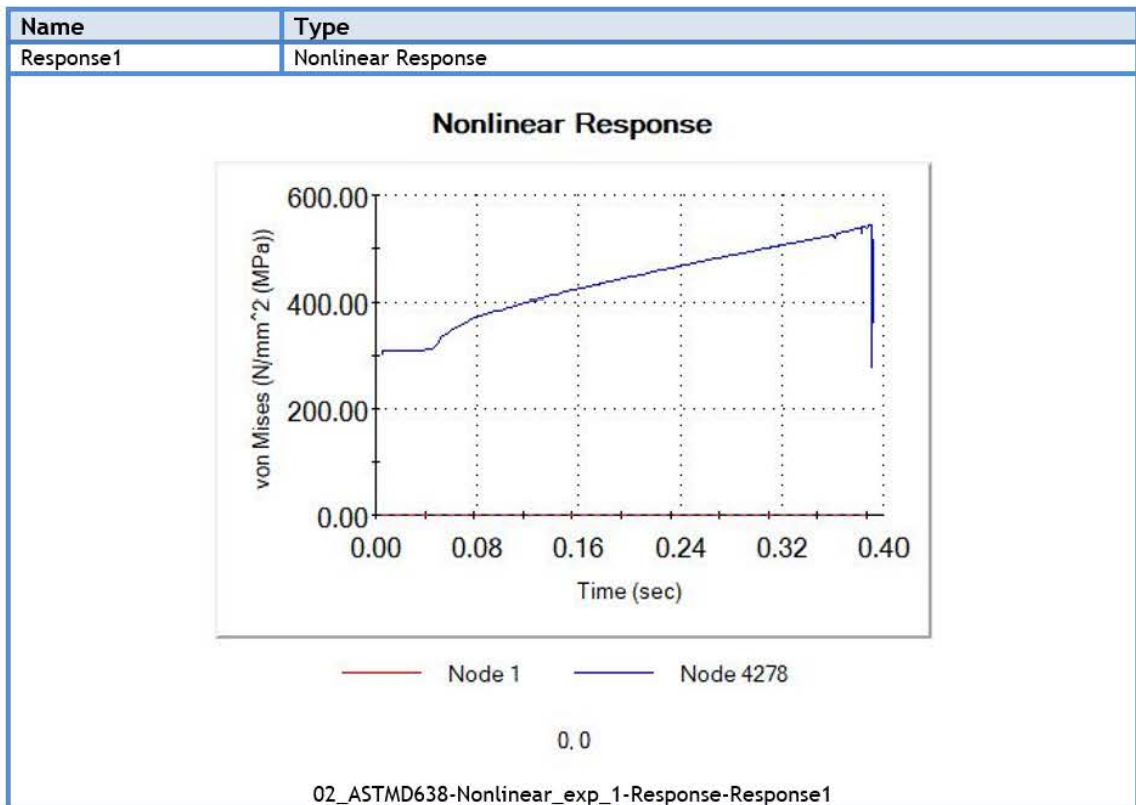 Name Type
Response1 Nonlinear Response
Nonlinear Response
von Mises (N/mm^2 (MPa))
600.00
400.00
200.00
0.00
0.00 0.08 0.16 0.24 0.32 0.40
Time (sec)
Node 1 Node 4278
0, 0
02_ASTMD638-Nonlinear_exp_1-Response-Response1